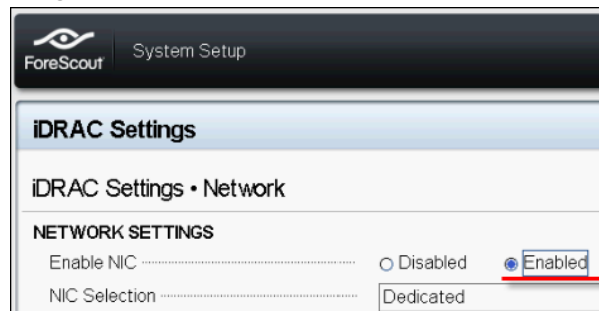 ForeScout
System Setup
iDRAC Settings
iDRAC Settings • Network
NETWORK SETTINGS
Enable NIC Disabled Enabled
NIC Selection Dedicated